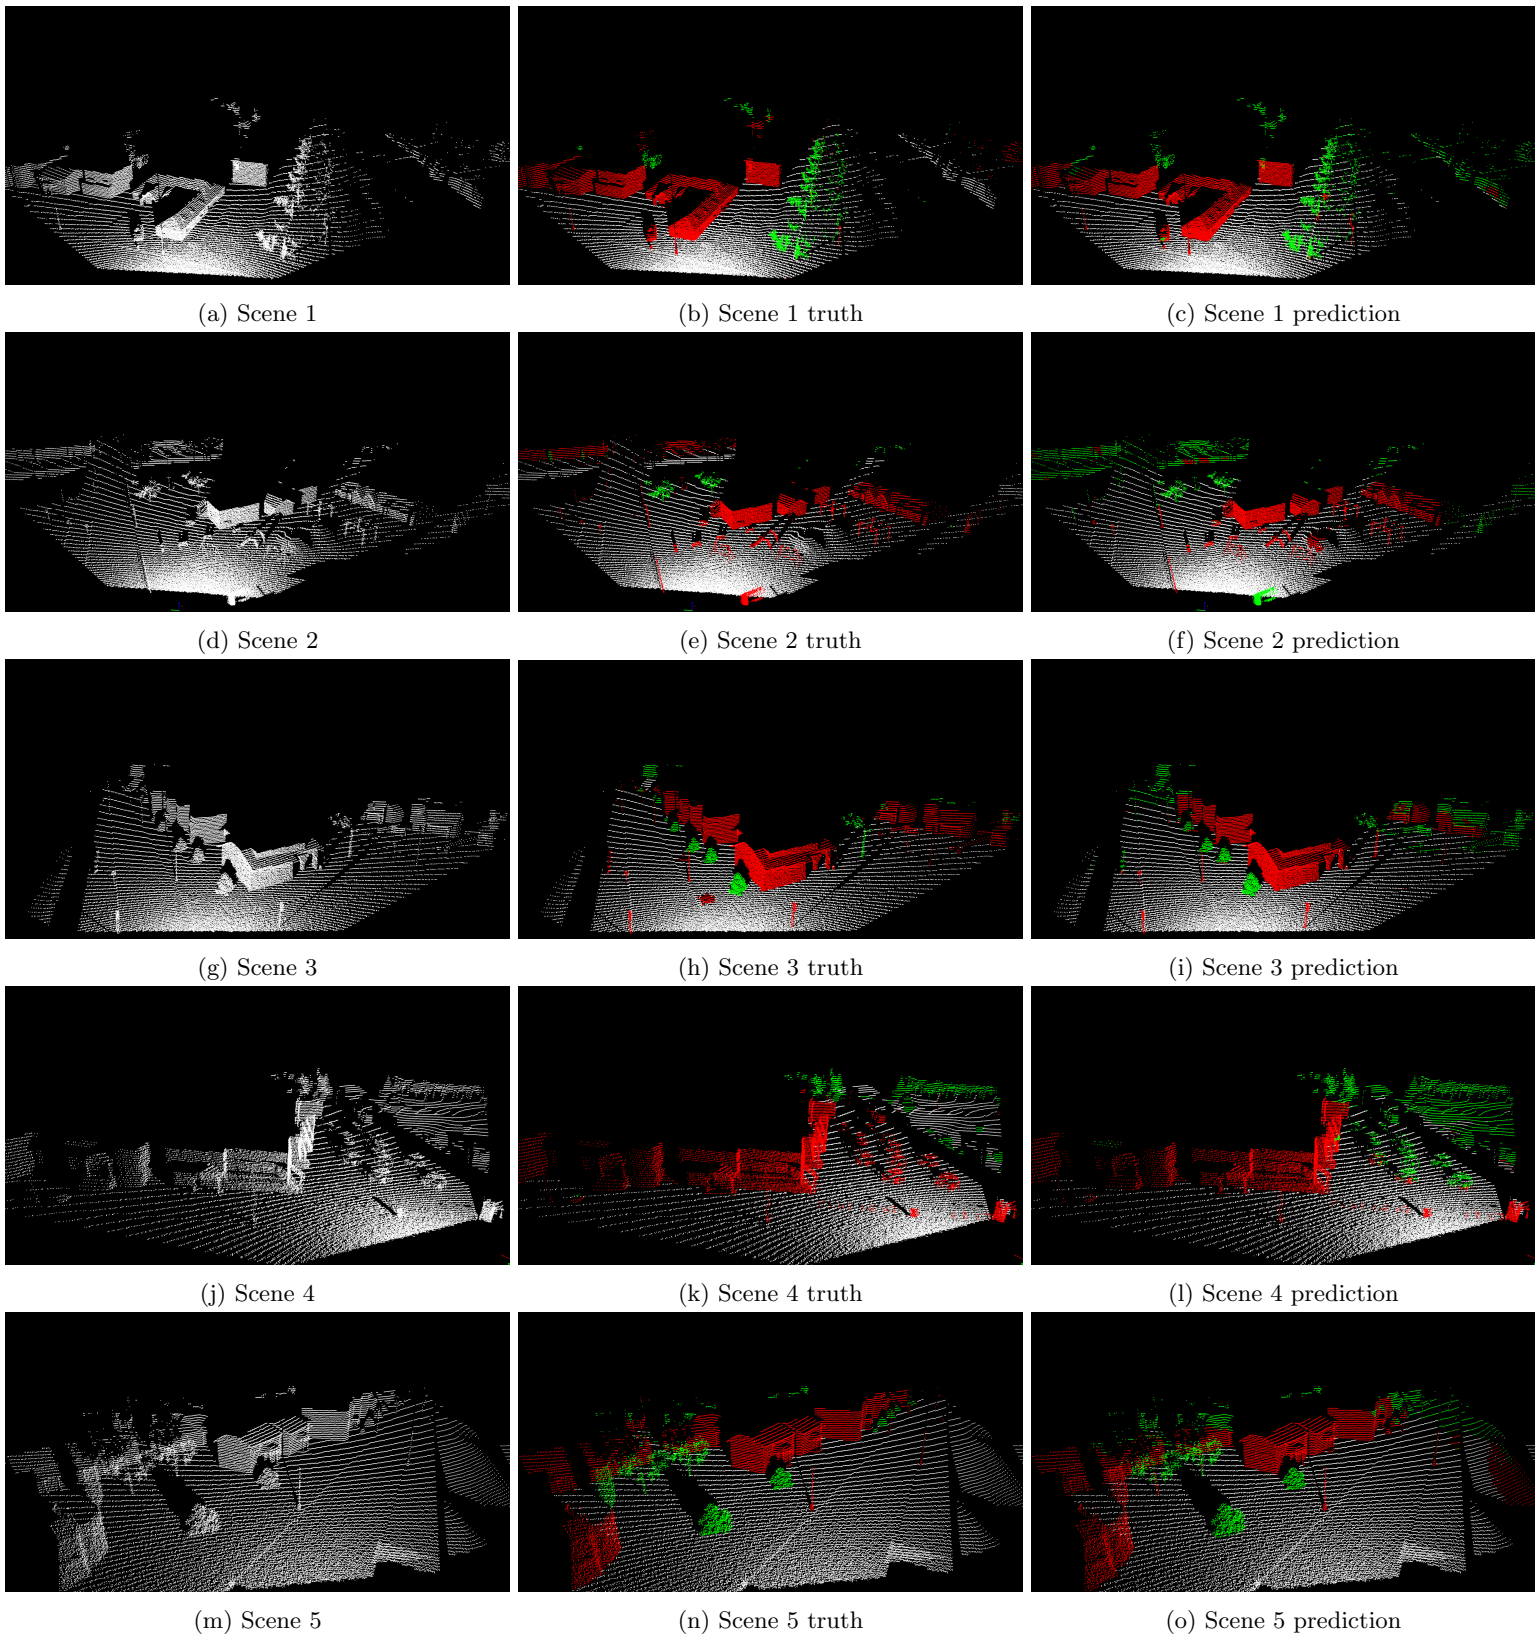 (a) Scene 1
(b) Scene 1 truth
(c) Scene 1 prediction
(d) Scene 2
(e) Scene 2 truth
(f) Scene 2 prediction
(g) Scene 3
(h) Scene 3 truth
(i) Scene 3 prediction
(j) Scene 4
(k) Scene 4 truth
(l) Scene 4 prediction
(m) Scene 5
(n) Scene 5 truth
(o) Scene 5 prediction